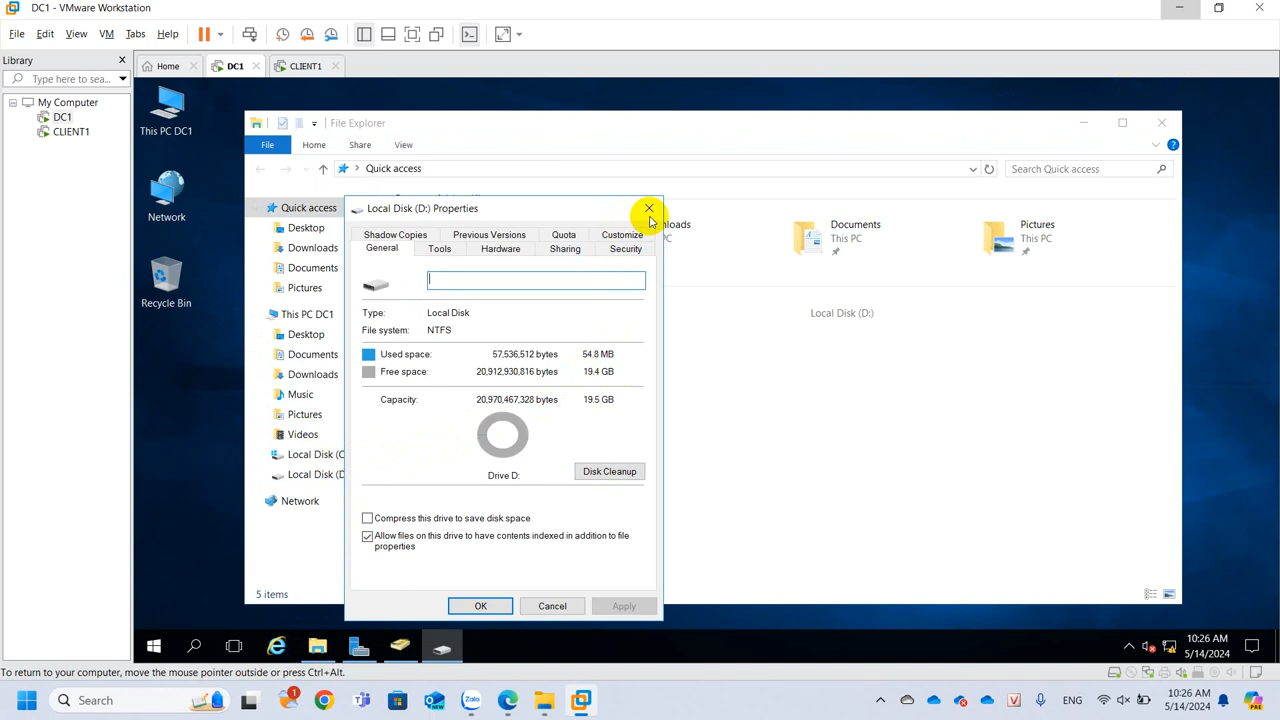 DC1 - VMware Workstation
File Edit View VM Tabs Help
Library
Type here to sea...
My Computer
DC1
CLIENT1
Home
DC1
CLIENT1
This PC DC1
Network
Recycle Bin
File Explorer
File Home Share View
Quick access
Search Quick access
Quick access
Desktop
Downloads
Documents
Pictures
This PC DC1
Desktop
Documents
Downloads
Music
Pictures
Videos
Local Disk (C
Local Disk (D
Network
5 items
Documents
This PC
Pictures
This PC
Local Disk (D:)
Local Disk (D:) Properties
Shadow Copies Previous Versions Quota Customize
General Tools Hardware Sharing Security
Type: Local Disk
File system: NTFS
Used space: 57,536,512 bytes 54.8 MB
Free space: 20,912,930,816 bytes 19.4 GB
Capacity: 20,970,467,328 bytes 19.5 GB
Drive D:
Disk Cleanup
Compress this drive to save disk space
Allow files on this drive to have contents indexed in addition to file
properties
OK Cancel Apply
10:26 AM
5/14/2024
To return to your computer, move the mouse pointer outside or press Ctrl+Alt.
Search
Zalo
ENG
10:26 AM
5/14/2024